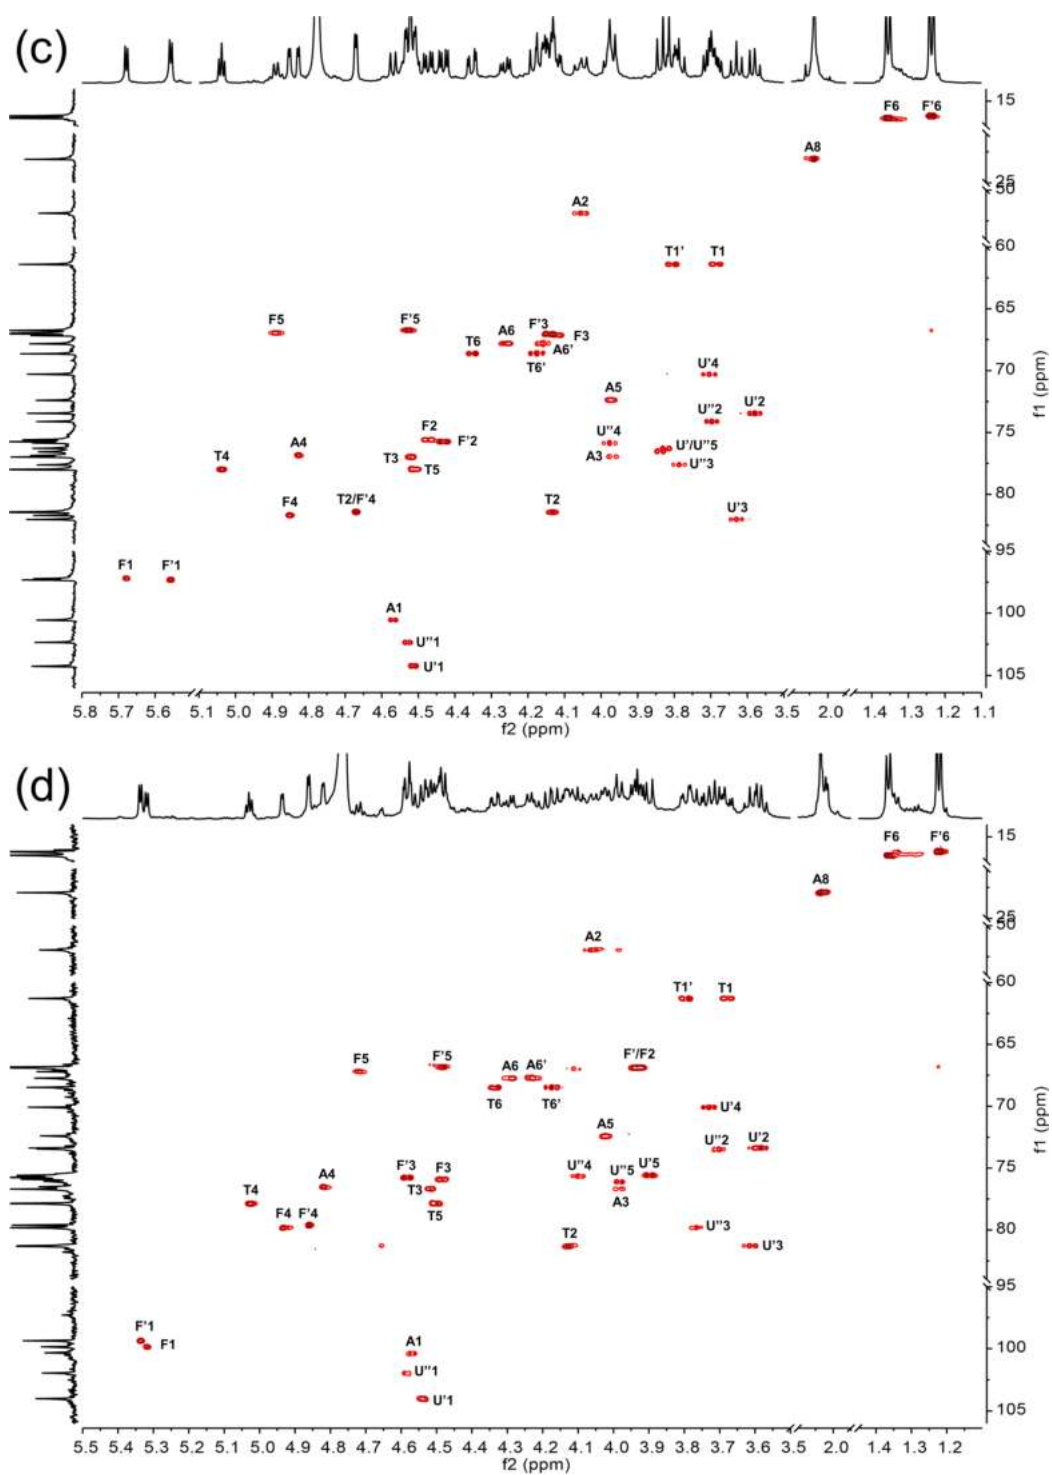 (c)
F6 F'6
15
A8
25
50
A2
60
T1' T1
65
F5 F'5 F'3 F3
A6 A6'
T6 T6'
70
U'4
A5
U''2 U'2
75
F2 F'2 U''4 U'/U''5
T4 A4 T3 T5 A3 U''3
80
F4 T2/F'4 T2 U'3
95
F1 F'1
100
A1
U''1
U'1
105
f1 (ppm)
5.8 5.7 5.6 5.0 4.9 4.8 4.7 4.6 4.5 4.4 4.3 4.2 4.1 4.0 3.9 3.8 3.7 3.6 3.5 2.0 1.3 1.2 1.1
f2 (ppm)
(d)
F6 F'6
15
A8
25
50
A2
60
T1' T1
65
F5 F'5 A6 A6' F'/F2
T6 T6'
70
U'4
A5 U''2 U'2
75
F'3 F3 U''4 U''5 U'5
T4 A4 T3 T5 A3
F4 F'4 U''3
80
T2 U'3
95
F'1 F1
100
A1
U''1
U'1
105
f1 (ppm)
5.5 5.4 5.3 5.2 5.1 5.0 4.9 4.8 4.7 4.6 4.5 4.4 4.3 4.2 4.1 4.0 3.9 3.8 3.7 3.6 3.5 2.0 1.4 1.3 1.2
f2 (ppm)